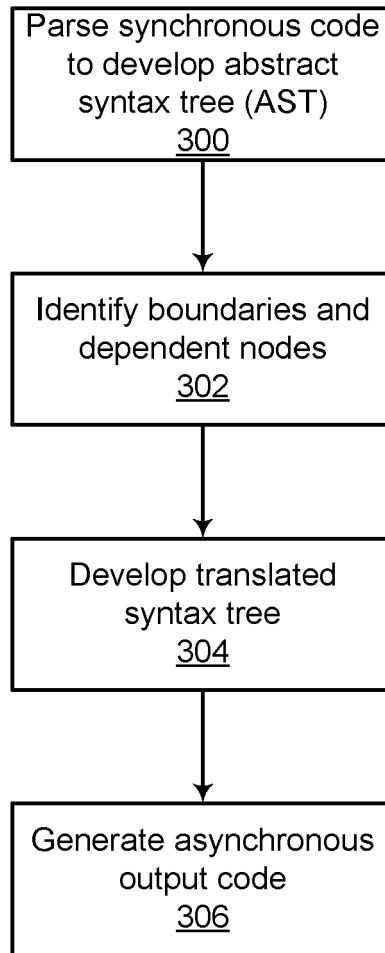 Parse synchronous code
to develop abstract
syntax tree (AST)
300
Identify boundaries and
dependent nodes
302
Develop translated
syntax tree
304
Generate asynchronous
output code
306